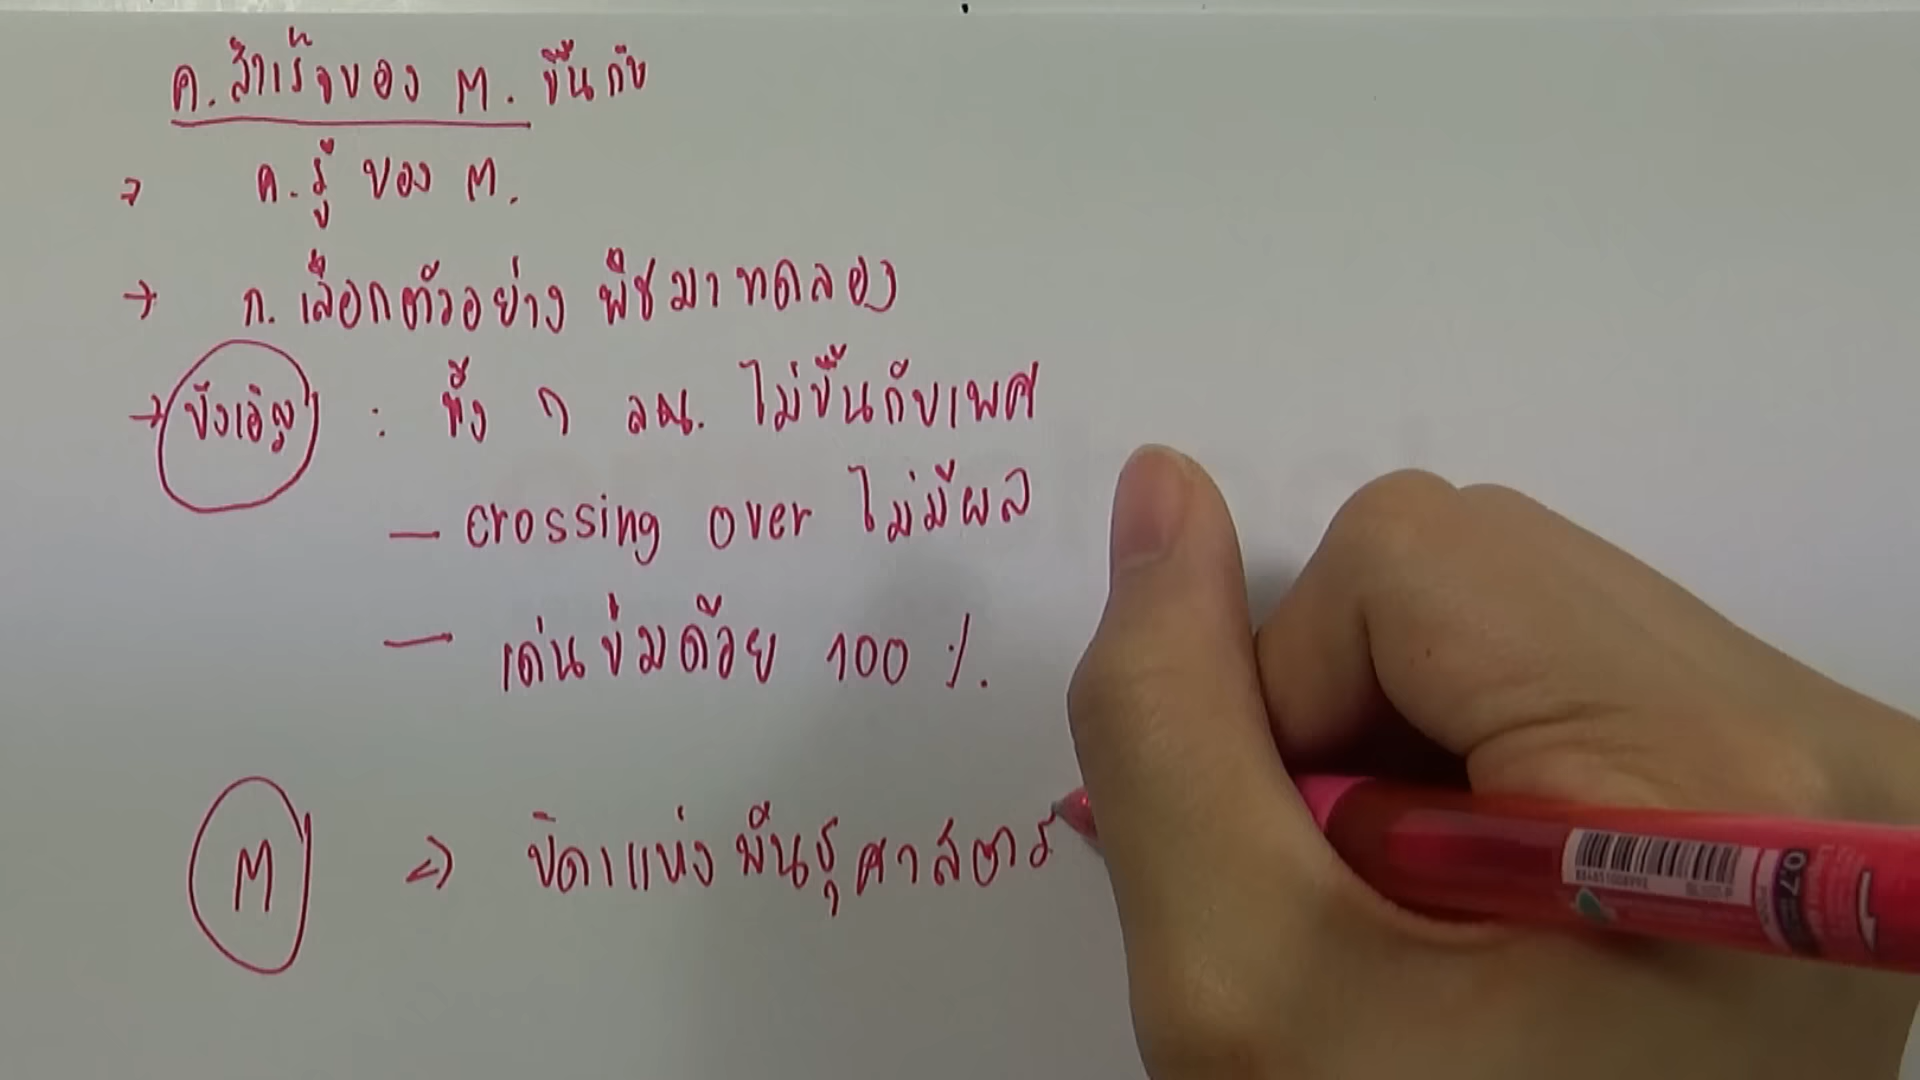 ค.สำเร็จของ M. ขึ้นกับ
→ ค.รู้ ของ M.
→ ก.เลือกตัวอย่าง พืชมาทดลอง
→ บังเอิญ : ทั้ง 7 ลณ. ไม่ขึ้นกับเพศ
— crossing over ไม่มีผล
— เด่นข่มด้อย 100 %.
M => บิดาแห่งพันธุศาสตร์
0.7